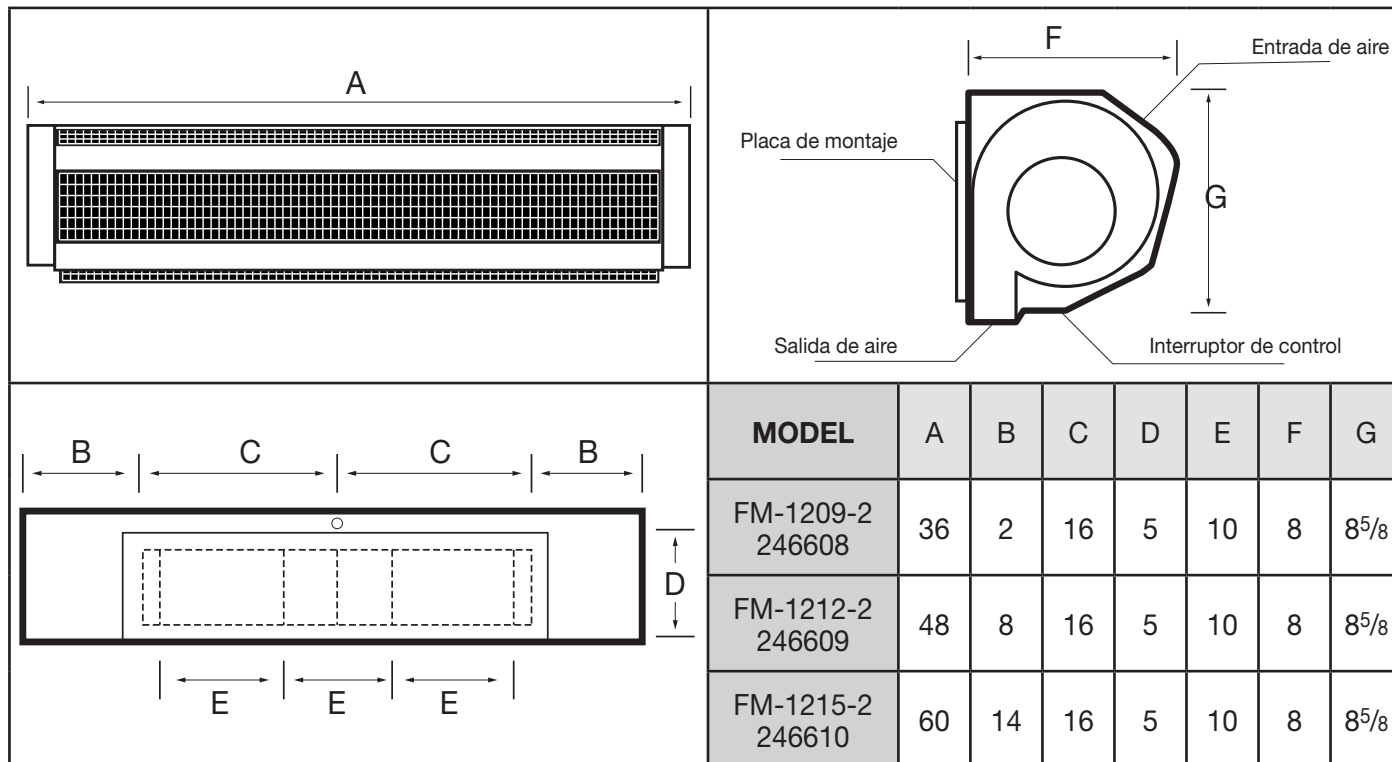 A
F
Entrada de aire
Placa de montaje
G
Salida de aire
Interruptor de control
B C C B
D
E E E
MODEL A B C D E F G
FM-1209-2
246608 36 2 16 5 10 8 8⁵/₈
FM-1212-2
246609 48 8 16 5 10 8 8⁵/₈
FM-1215-2
246610 60 14 16 5 10 8 8⁵/₈